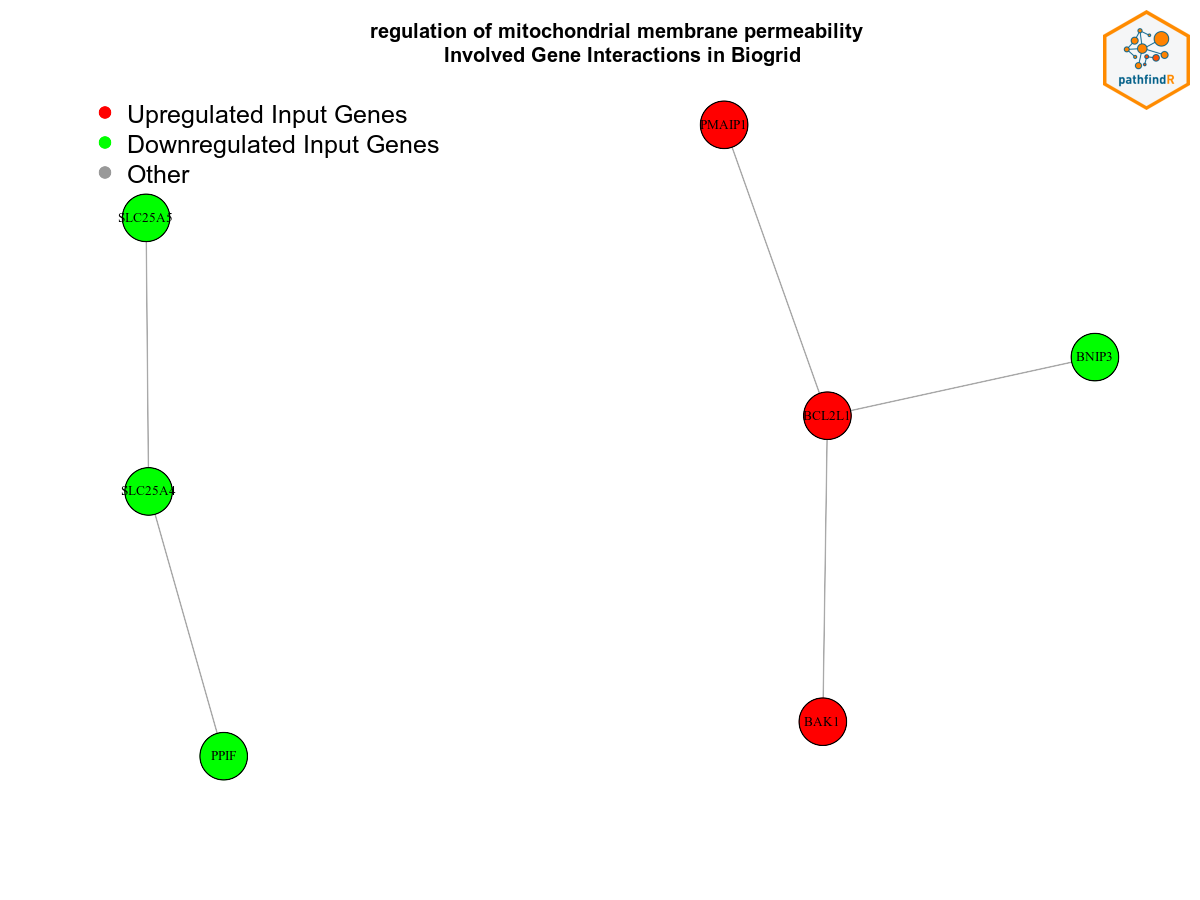 regulation of mitochondrial membrane permeability
Involved Gene Interactions in Biogrid
pathfindR
Upregulated Input Genes
Downregulated Input Genes
Other
PMAIP1
SLC25A5
BNIP3
BCL2L1
SLC25A4
BAK1
PPIF